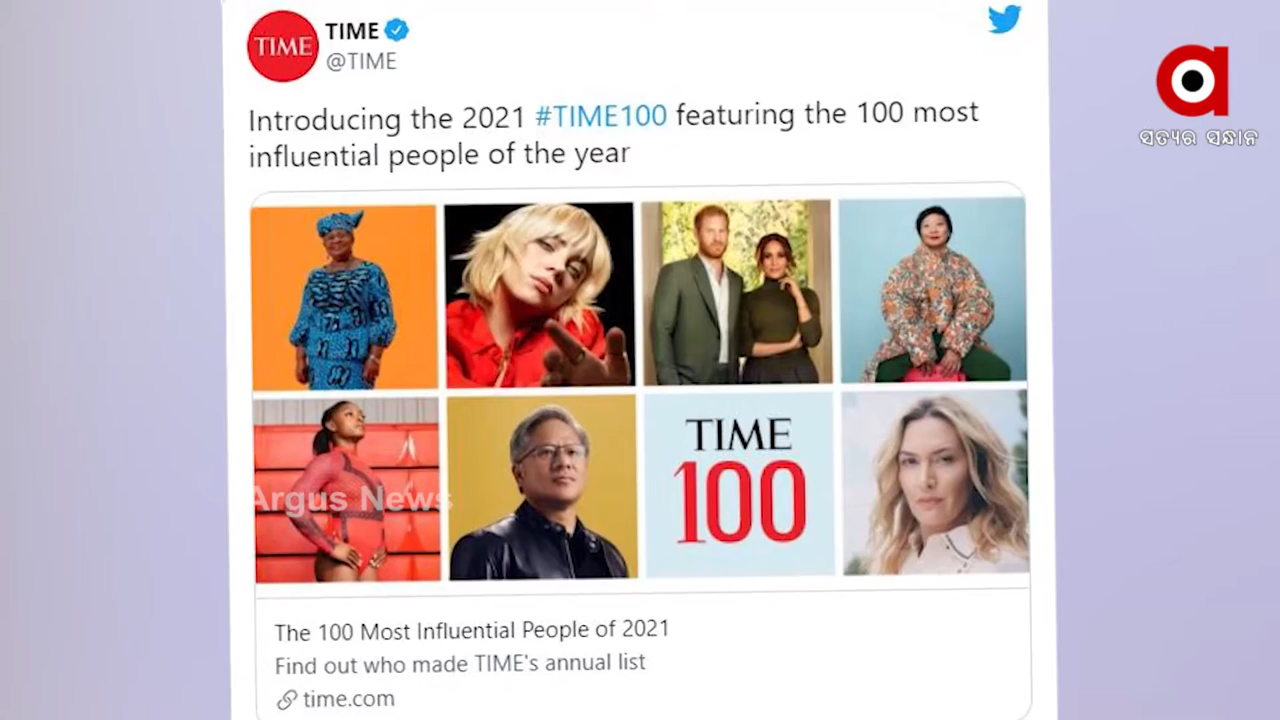 TIME
TIME
@TIME
ସତ୍ୟର ସନ୍ଧାନ
Introducing the 2021 #TIME100 featuring the 100 most
influential people of the year
Argus News
TIME
100
The 100 Most Influential People of 2021
Find out who made TIME's annual list
time.com